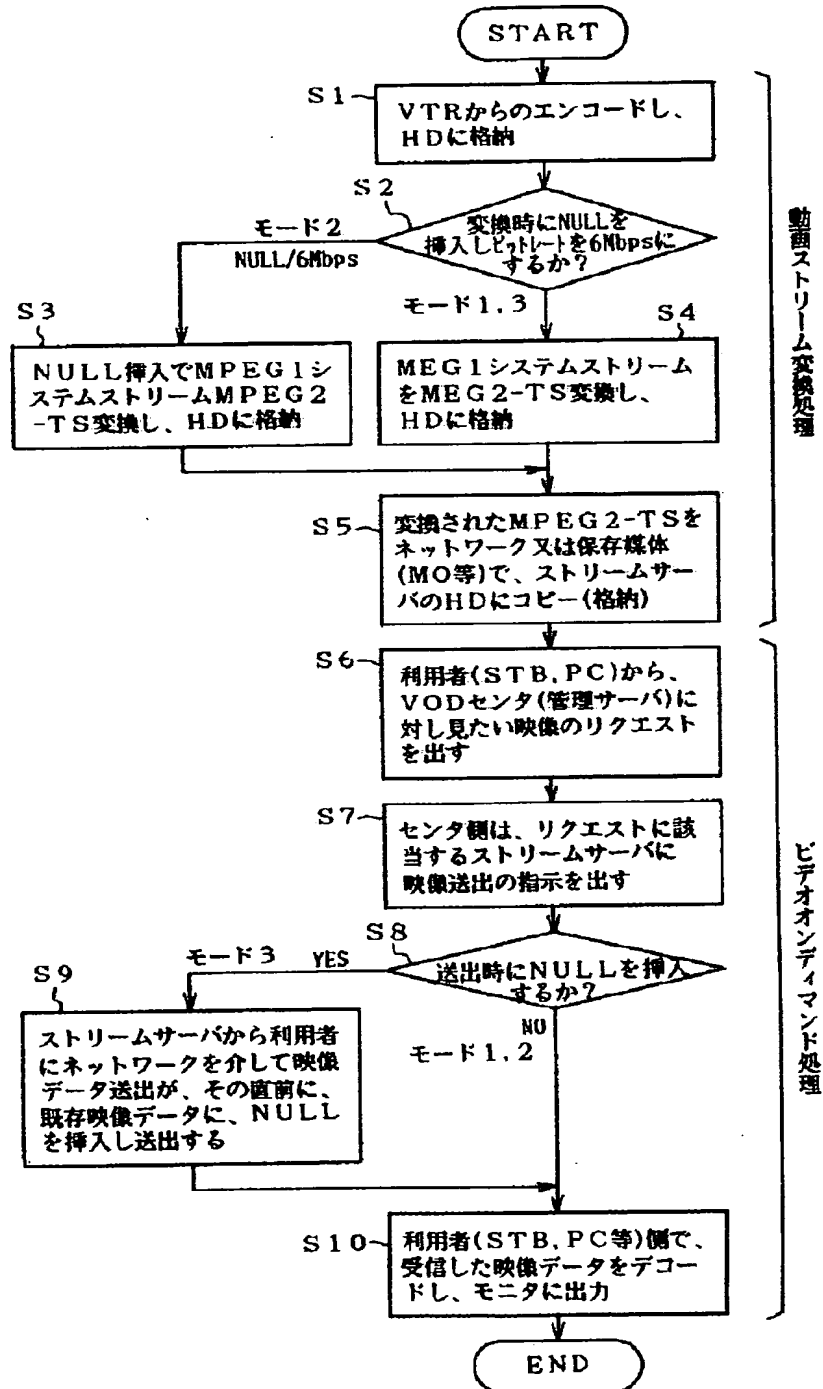 START
S1
VTRからのエンコードし、
HDに格納
S2
変換時にNULLを
挿入しビットレートを6Mbpsに
するか?
モード2
NULL/6Mbps
モード1,3
S3
NULL挿入でMPEG1シ
ステムストリームMPEG2
-TS変換し、HDに格納
S4
MEG1システムストリーム
をMEG2-TS変換し、
HDに格納
S5
変換されたMPEG2-TSを
ネットワーク又は保存媒体
(MO等)で、ストリームサー
バのHDにコピー(格納)
動画ストリーム変換処理
S6
利用者(STB,PC)から、
VODセンタ(管理サーバ)に
対し見たい映像のリクエスト
を出す
S7
センタ側は、リクエストに該
当するストリームサーバに
映像送出の指示を出す
S8
送出時にNULLを挿入
するか?
モード3 YES
NO
モード1,2
S9
ストリームサーバから利用者
にネットワークを介して映像
データ送出が、その直前に、
既存映像データに、NULL
を挿入し送出する
S10
利用者(STB,PC等)側で、
受信した映像データをデコー
ドし、モニタに出力
ビデオオンディマンド処理
END